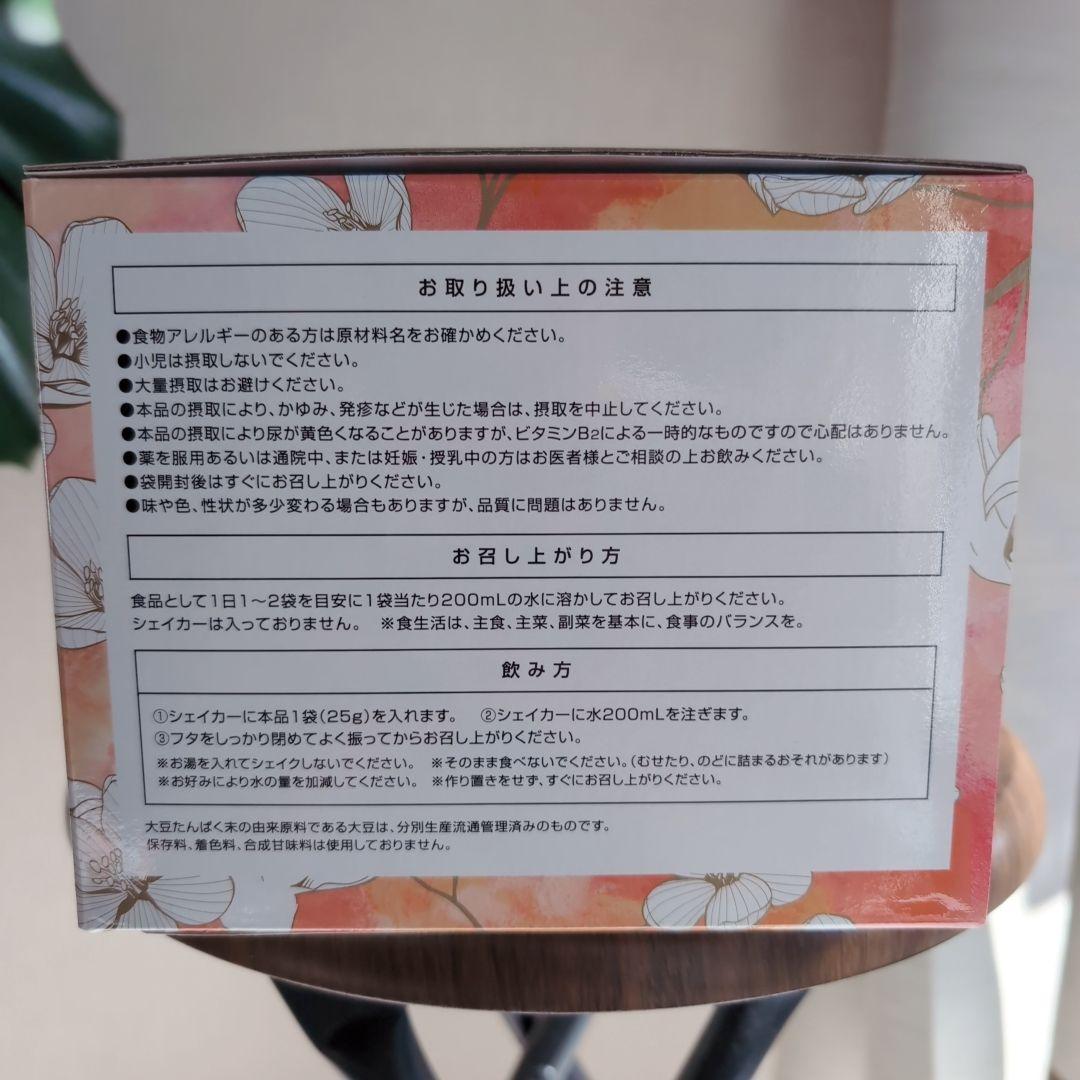 お取り扱い上の注意
●食物アレルギーのある方は原材料名をお確かめください。
●小児は摂取しないでください。
●大量摂取はお避けください。
●本品の摂取により、かゆみ、発疹などが生じた場合は、摂取を中止してください。
●本品の摂取により尿が黄色くなることがありますが、ビタミンB2による一時的なものですので心配はありません。
●薬を服用あるいは通院中、または妊娠・授乳中の方はお医者様とご相談の上お飲みください。
●袋開封後はすぐにお召し上がりください。
●味や色、性状が多少変わる場合もありますが、品質に問題はありません。
お召し上がり方
食品として1日1～2袋を目安に1袋当たり200mLの水に溶かしてお召し上がりください。
シェイカーは入っておりません。 ※食生活は、主食、主菜、副菜を基本に、食事のバランスを。
飲み方
①シェイカーに本品1袋(25g)を入れます。 ②シェイカーに水200mLを注ぎます。
③フタをしっかり閉めてよく振ってからお召し上がりください。
※お湯を入れてシェイクしないでください。 ※そのまま食べないでください。(むせたり、のどに詰まるおそれがあります)
※お好みにより水の量を加減してください。 ※作り置きをせず、すぐにお召し上がりください。
大豆たんぱく末の由来原料である大豆は、分別生産流通管理済みのものです。
保存料、着色料、合成甘味料は使用しておりません。